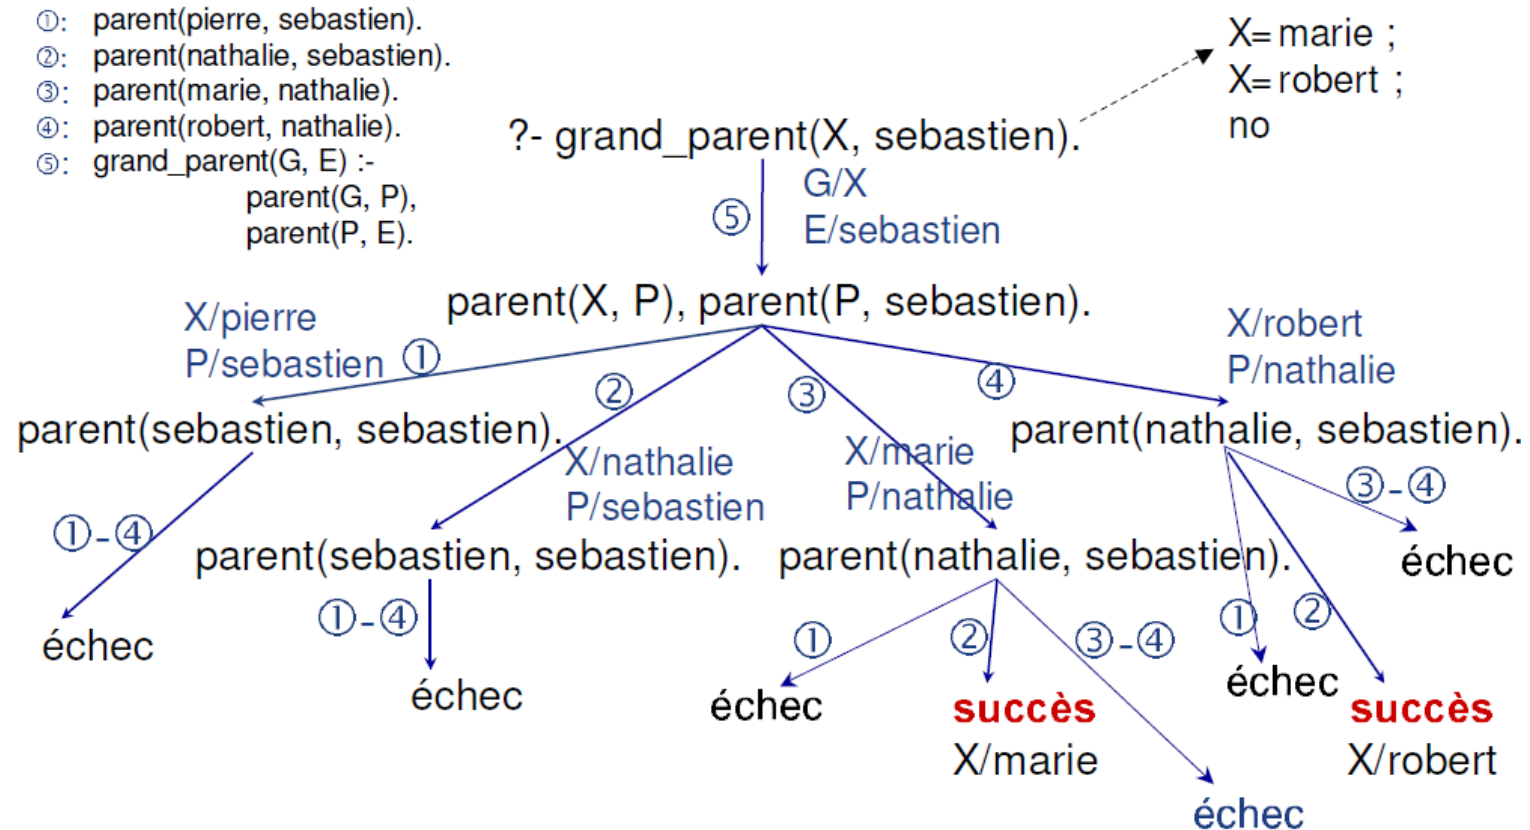 ①: parent(pierre, sebastien).
②: parent(nathalie, sebastien).
③: parent(marie, nathalie).
④: parent(robert, nathalie).
⑤: grand_parent(G, E) :-
parent(G, P),
parent(P, E).
X= marie ;
X= robert ;
no
?- grand_parent(X, sebastien).
⑤
G/X
E/sebastien
parent(X, P), parent(P, sebastien).
X/pierre
P/sebastien
①
②
③
④
X/robert
P/nathalie
parent(sebastien, sebastien).
X/nathalie
P/sebastien
X/marie
P/nathalie
parent(nathalie, sebastien).
①-④
échec
parent(sebastien, sebastien).
①-④
échec
parent(nathalie, sebastien).
①
②
③-④
échec
succès
X/marie
échec
①
②
③-④
échec
échec
succès
X/robert